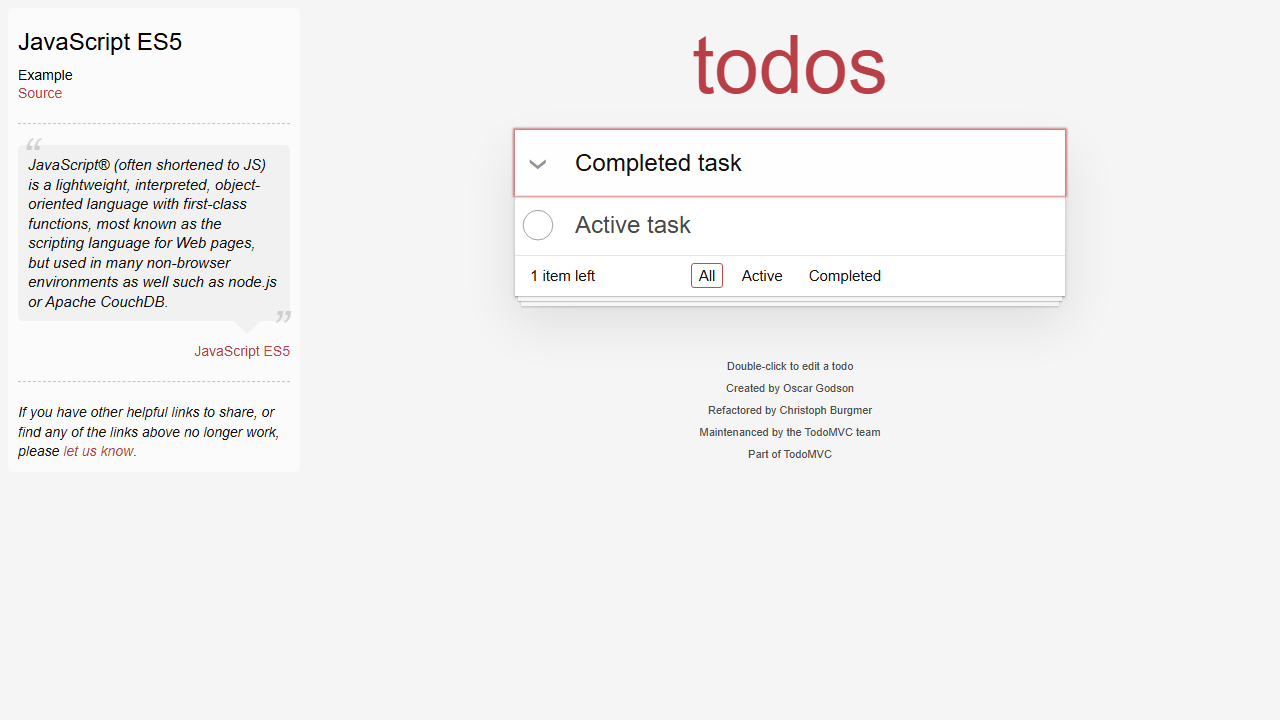 JavaScript ES5
Example
Source
“
JavaScript® (often shortened to JS)
is a lightweight, interpreted, object-
oriented language with first-class
functions, most known as the
scripting language for Web pages,
but used in many non-browser
environments as well such as node.js
or Apache CouchDB.
”
JavaScript ES5
If you have other helpful links to share, or
find any of the links above no longer work,
please let us know.
todos
Completed task
Active task
1 item left
All
Active
Completed
Double-click to edit a todo
Created by Oscar Godson
Refactored by Christoph Burgmer
Maintenanced by the TodoMVC team
Part of TodoMVC